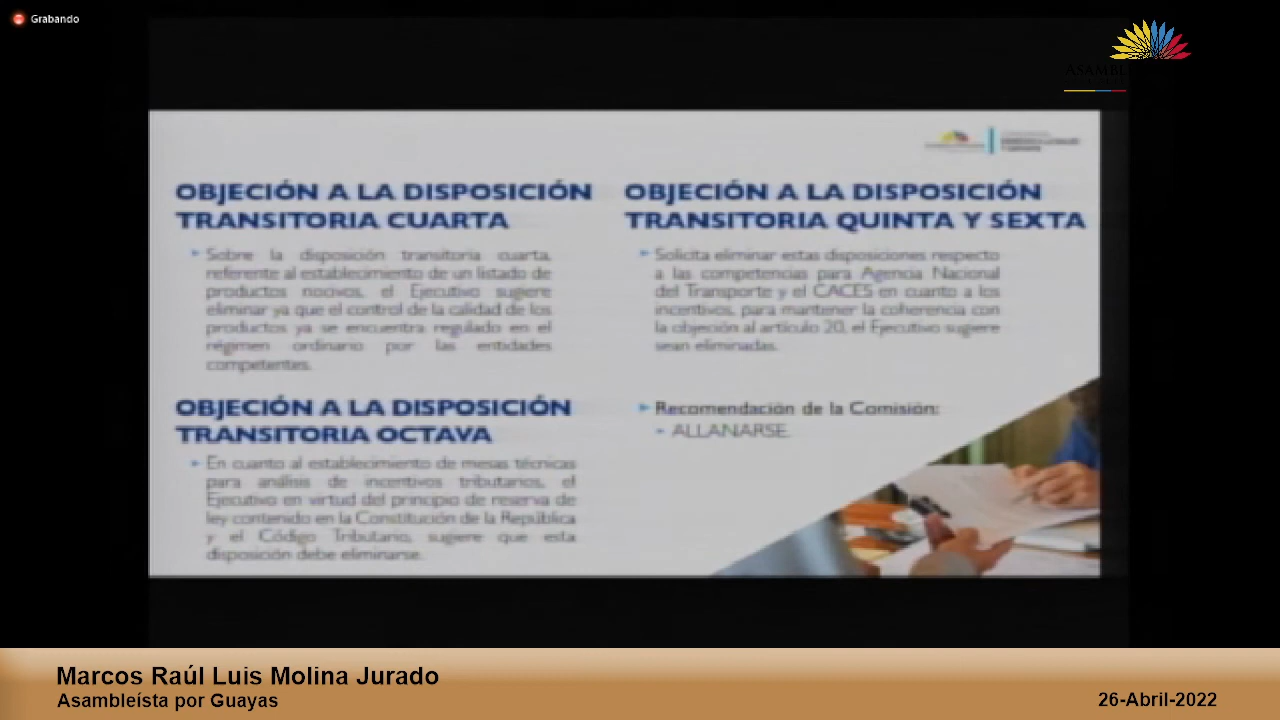 Grabando
ASAMBL
OBJECIÓN A LA DISPOSICIÓN
TRANSITORIA CUARTA
Sobre la disposición transitoria cuarta,
referente al establecimiento de un listado de
productos nocivos, el Ejecutivo sugiere
eliminar ya que el control de la calidad de los
productos ya se encuentra regulado en el
régimen ordinario por las entidades
competentes.
OBJECIÓN A LA DISPOSICIÓN
TRANSITORIA OCTAVA
En cuanto al establecimiento de mesas técnicas
para análisis de incentivos tributarios, el
Ejecutivo en virtud del principio de reserva de
ley contenido en la Constitución de la República
y el Código Tributario, sugiere que esta
disposición debe eliminarse.
OBJECIÓN A LA DISPOSICIÓN
TRANSITORIA QUINTA Y SEXTA
Solicita eliminar estas disposiciones respecto
a las competencias para Agencia Nacional
del Transporte y el CACES en cuanto a los
incentivos, para mantener la coherencia con
la objeción al artículo 20, el Ejecutivo sugiere
sean eliminadas.
Recomendación de la Comisión:
ALLANARSE.
Marcos Raúl Luis Molina Jurado
Asambleísta por Guayas
26-Abril-2022